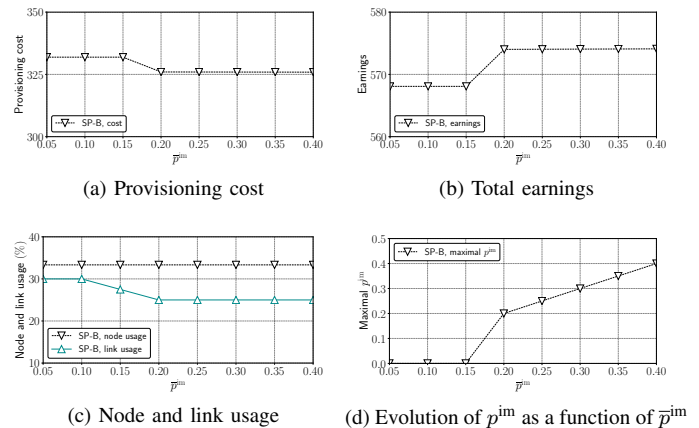 350
325
300
Provisioning cost
SP-B, cost
0.05 0.10 0.15 0.20 0.25 0.30 0.35 0.40
p̅ⁱᵐ
(a) Provisioning cost
580
570
560
Earnings
SP-B, earnings
0.05 0.10 0.15 0.20 0.25 0.30 0.35 0.40
p̅ⁱᵐ
(b) Total earnings
40
30
20
10
Node and link usage (%)
SP-B, node usage
SP-B, link usage
0.05 0.10 0.15 0.20 0.25 0.30 0.35 0.40
p̅ⁱᵐ
(c) Node and link usage
0.5
0.4
0.3
0.2
0.1
0.0
Maximal pⁱᵐ
SP-B, maximal pⁱᵐ
0.05 0.10 0.15 0.20 0.25 0.30 0.35 0.40
p̅ⁱᵐ
(d) Evolution of pⁱᵐ as a function of p̅ⁱᵐ